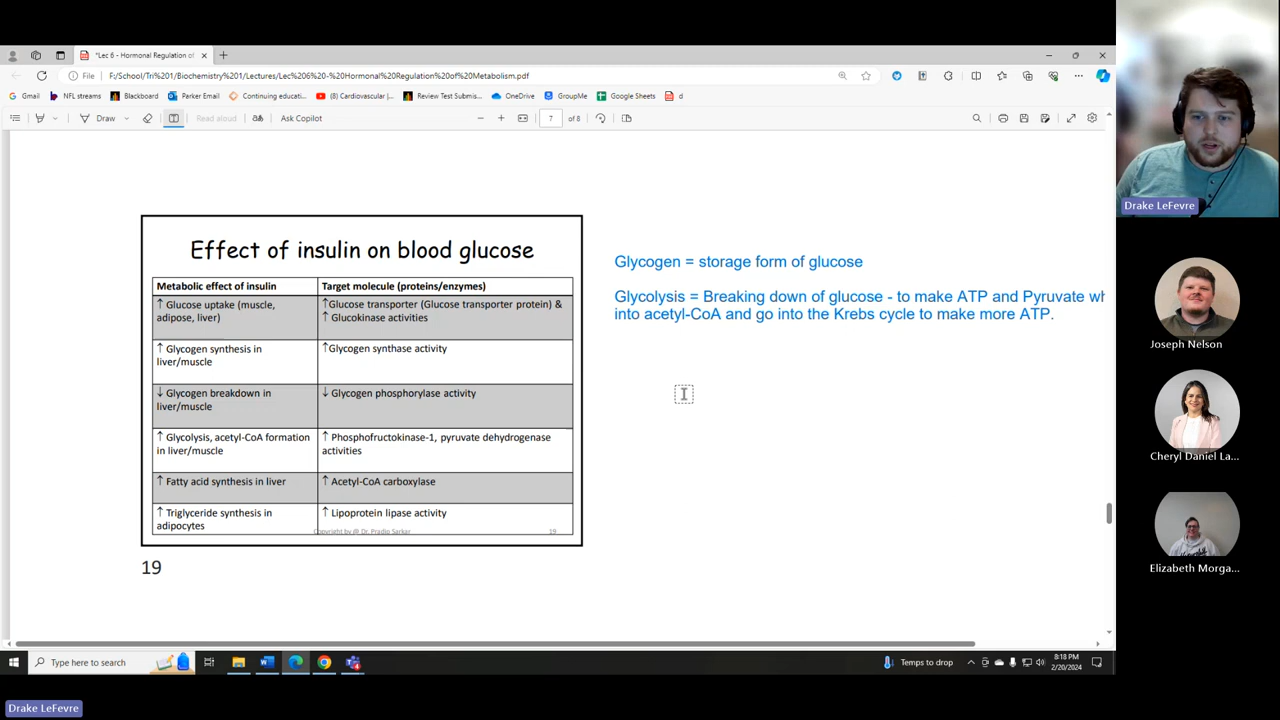 *Lec 6 - Hormonal Regulation of
File
F:/School/Tri%201/Biochemistry%201/Lectures/Lec%206%20-%20Hormonal%20Regulation%20of%20Metabolism.pdf
Gmail
NFL streams
Blackboard
Parker Email
Continuing educati...
(8) Cardiovascular |...
Review Test Submis...
OneDrive
GroupMe
Google Sheets
d
Draw
Read aloud
Ask Copilot
7
of 8
Effect of insulin on blood glucose
Metabolic effect of insulin
Target molecule (proteins/enzymes)
↑ Glucose uptake (muscle,
adipose, liver)
↑Glucose transporter (Glucose transporter protein) &
↑ Glucokinase activities
↑ Glycogen synthesis in
liver/muscle
↑Glycogen synthase activity
↓ Glycogen breakdown in
liver/muscle
↓ Glycogen phosphorylase activity
↑ Glycolysis, acetyl-CoA formation
in liver/muscle
↑ Phosphofructokinase-1, pyruvate dehydrogenase
activities
↑ Fatty acid synthesis in liver
↑ Acetyl-CoA carboxylase
↑ Triglyceride synthesis in
adipocytes
↑ Lipoprotein lipase activity
Copyright by @ Dr. Pradip Sarkar
19
19
Glycogen = storage form of glucose
Glycolysis = Breaking down of glucose - to make ATP and Pyruvate wh
into acetyl-CoA and go into the Krebs cycle to make more ATP.
Drake LeFevre
Joseph Nelson
Cheryl Daniel La...
Elizabeth Morga...
Type here to search
Temps to drop
8:18 PM
2/20/2024
Drake LeFevre